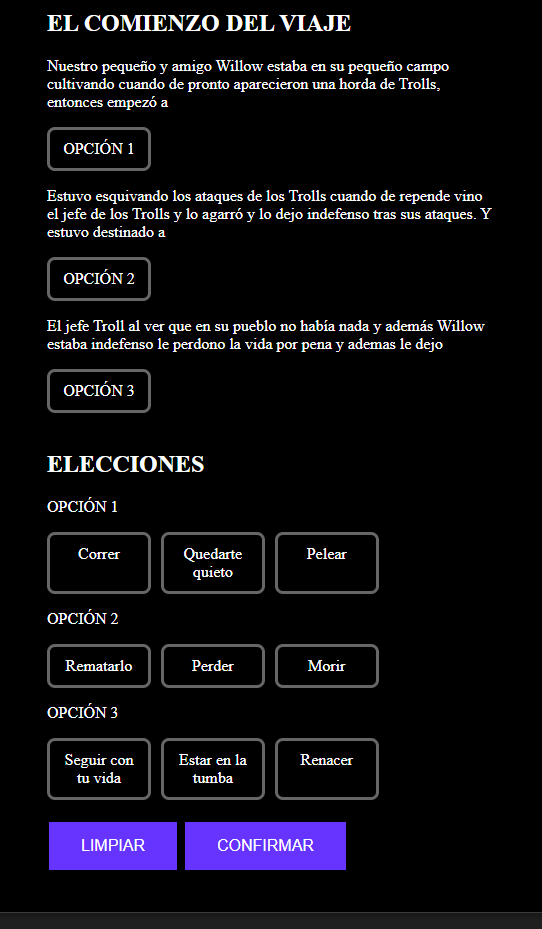 EL COMIENZO DEL VIAJE
Nuestro pequeño y amigo Willow estaba en su pequeño campo
cultivando cuando de pronto aparecieron una horda de Trolls,
entonces empezó a
OPCIÓN 1
Estuvo esquivando los ataques de los Trolls cuando de repende vino
el jefe de los Trolls y lo agarró y lo dejo indefenso tras sus ataques. Y
estuvo destinado a
OPCIÓN 2
El jefe Troll al ver que en su pueblo no había nada y además Willow
estaba indefenso le perdono la vida por pena y ademas le dejo
OPCIÓN 3
ELECCIONES
OPCIÓN 1
Correr
Quedarte
quieto
Pelear
OPCIÓN 2
Rematarlo
Perder
Morir
OPCIÓN 3
Seguir con
tu vida
Estar en la
tumba
Renacer
LIMPIAR
CONFIRMAR